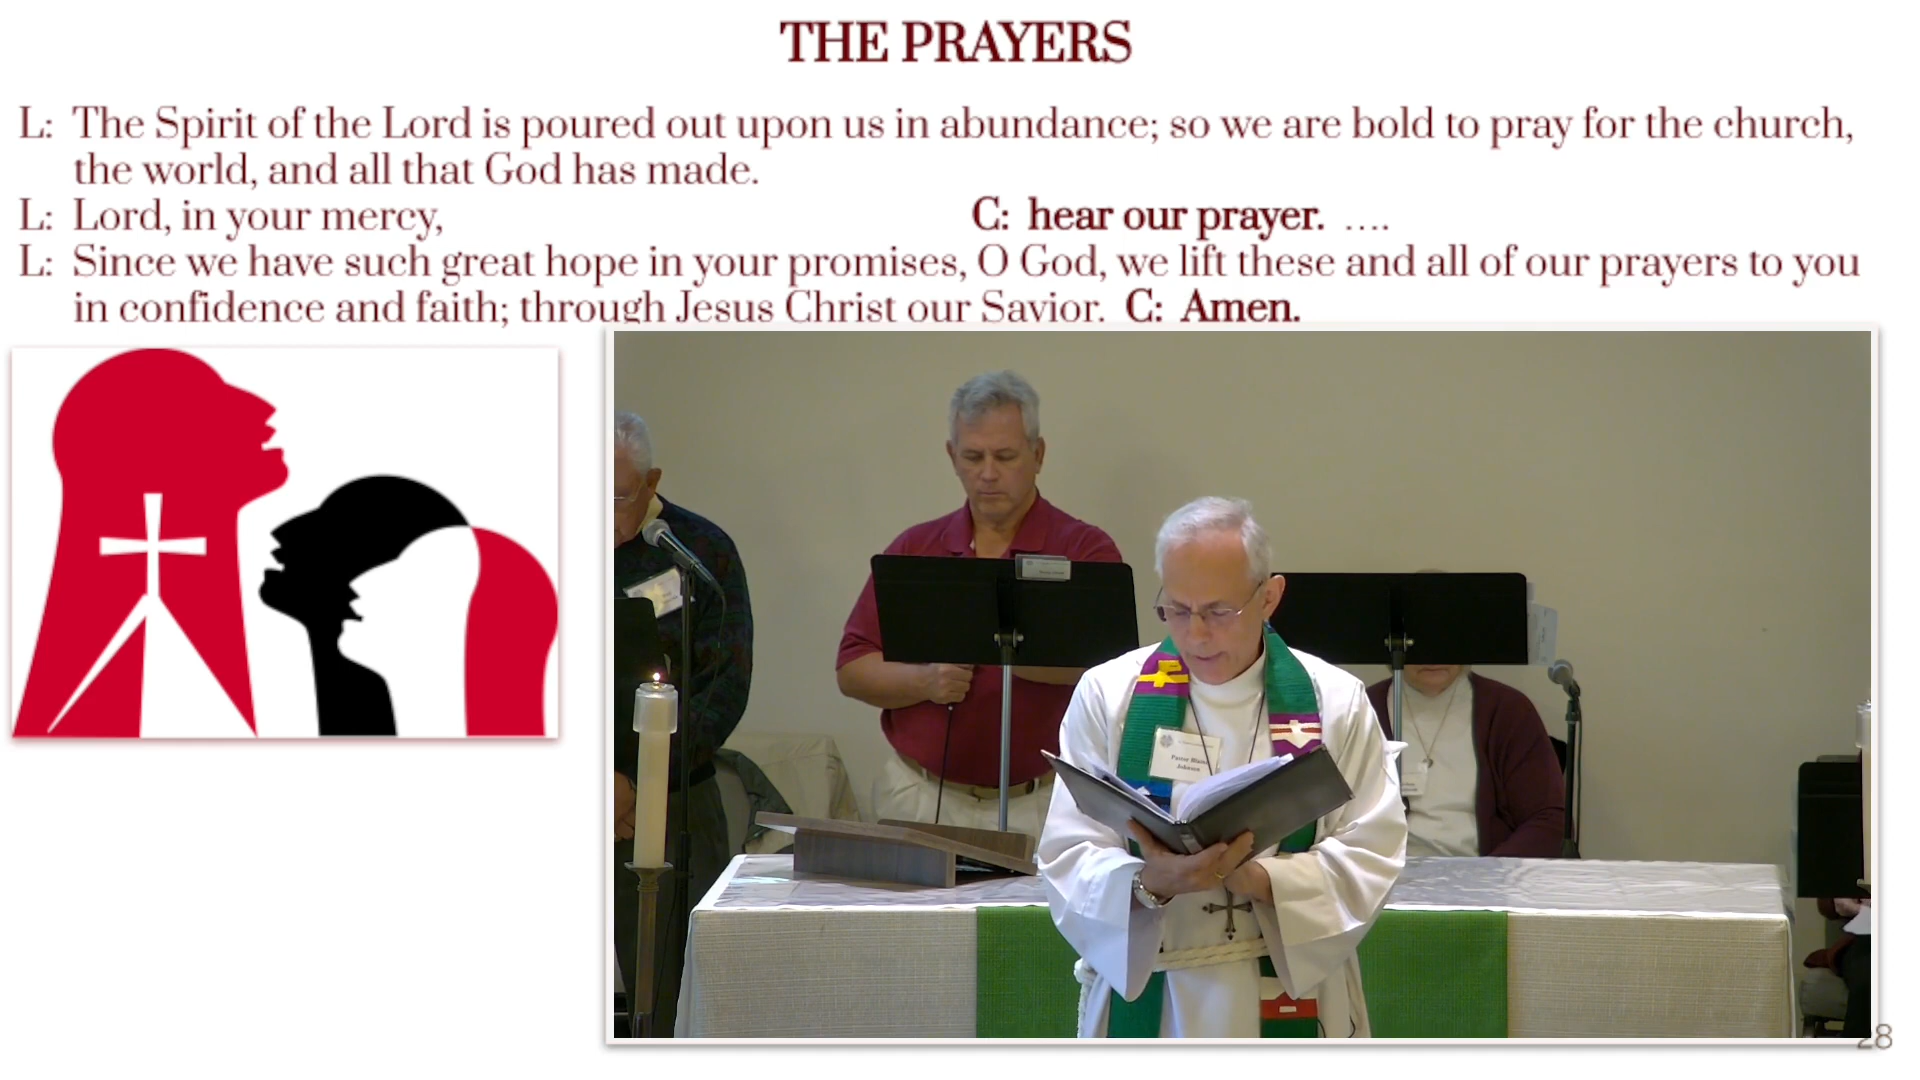 THE PRAYERS
L: The Spirit of the Lord is poured out upon us in abundance; so we are bold to pray for the church,
the world, and all that God has made.
L: Lord, in your mercy, C: hear our prayer. ….
L: Since we have such great hope in your promises, O God, we lift these and all of our prayers to you
in confidence and faith; through Jesus Christ our Savior. C: Amen.
Pastor
Johnson
28